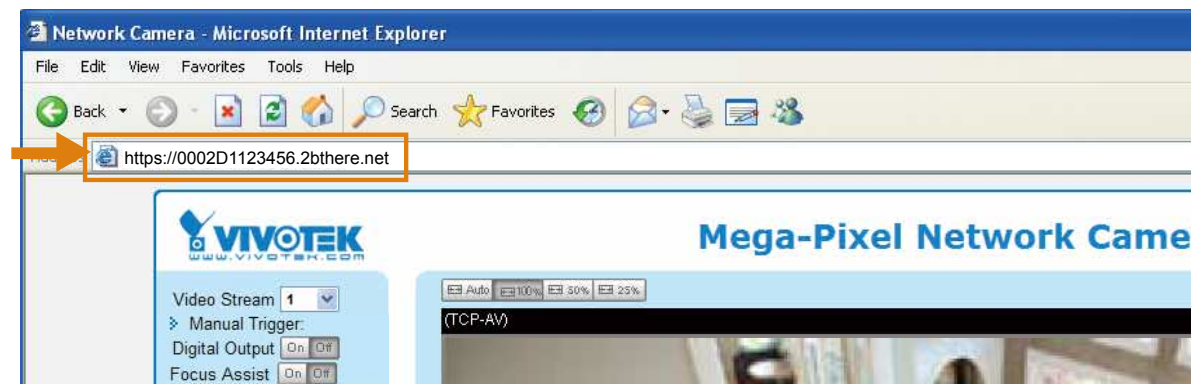 Network Camera - Microsoft Internet Explorer
File Edit View Favorites Tools Help
Back Search Favorites
https://0002D1123456.2bthere.net
VIVOTEK
www.vivotek.com
Mega-Pixel Network Came
Auto 100% 50% 25%
Video Stream 1
(TCP-AV)
Manual Trigger:
Digital Output On Off
Focus Assist On Off